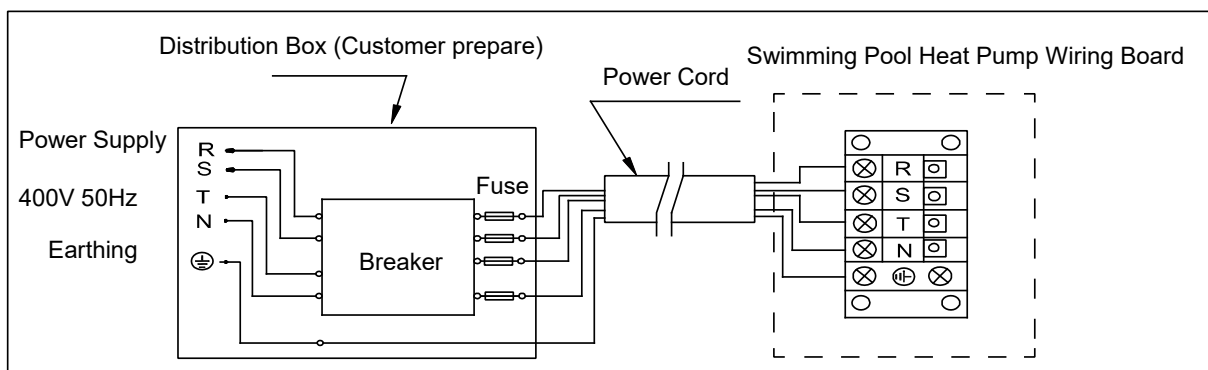 Distribution Box (Customer prepare)
Swimming Pool Heat Pump Wiring Board
Power Cord
Power Supply
400V 50Hz
Earthing
R
S
T
N
Fuse
Breaker
R
S
T
N